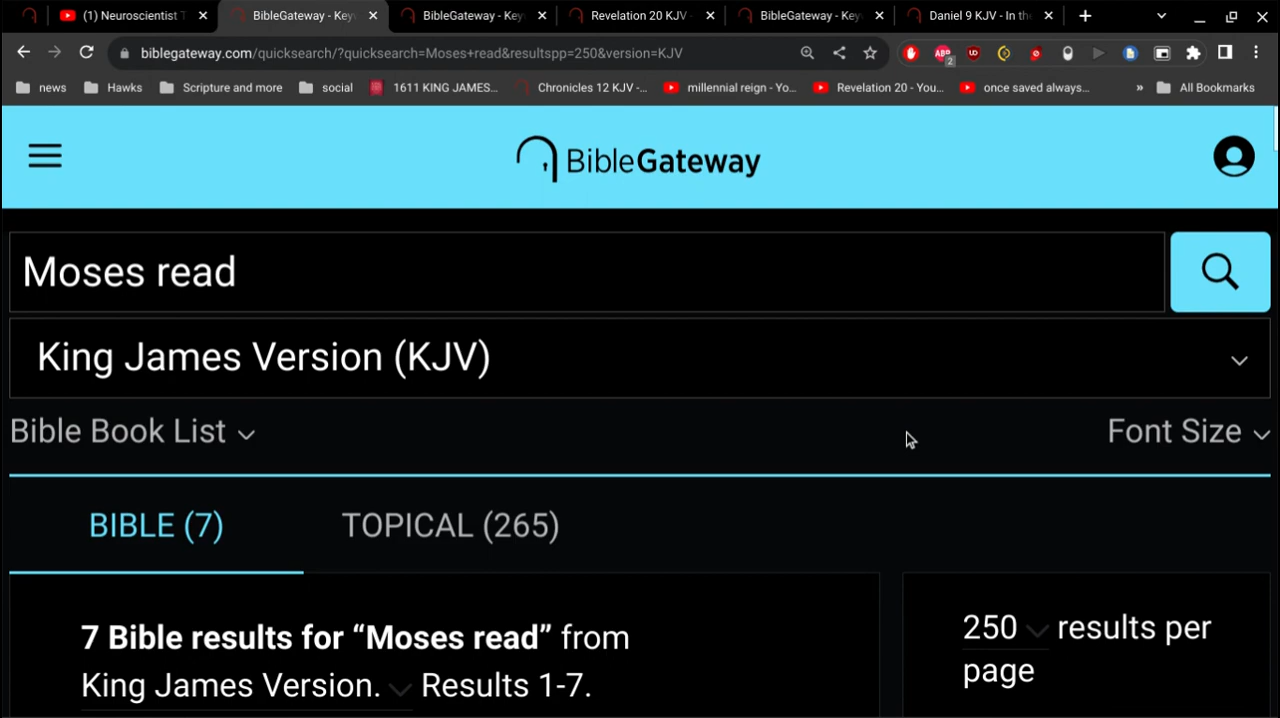 (1) Neuroscientist T
BibleGateway - Key
BibleGateway - Key
Revelation 20 KJV -
BibleGateway - Key
Daniel 9 KJV - In the
biblegateway.com/quicksearch/?quicksearch=Moses+read&resultspp=250&version=KJV
ABP
2
news
Hawks
Scripture and more
social
1611 KING JAMES...
Chronicles 12 KJV -...
millennial reign - Yo...
Revelation 20 - You...
once saved always...
»
All Bookmarks
BibleGateway
Moses read
King James Version (KJV)
Bible Book List
Font Size
BIBLE (7)
TOPICAL (265)
7 Bible results for “Moses read” from
King James Version. Results 1-7.
250 results per
page